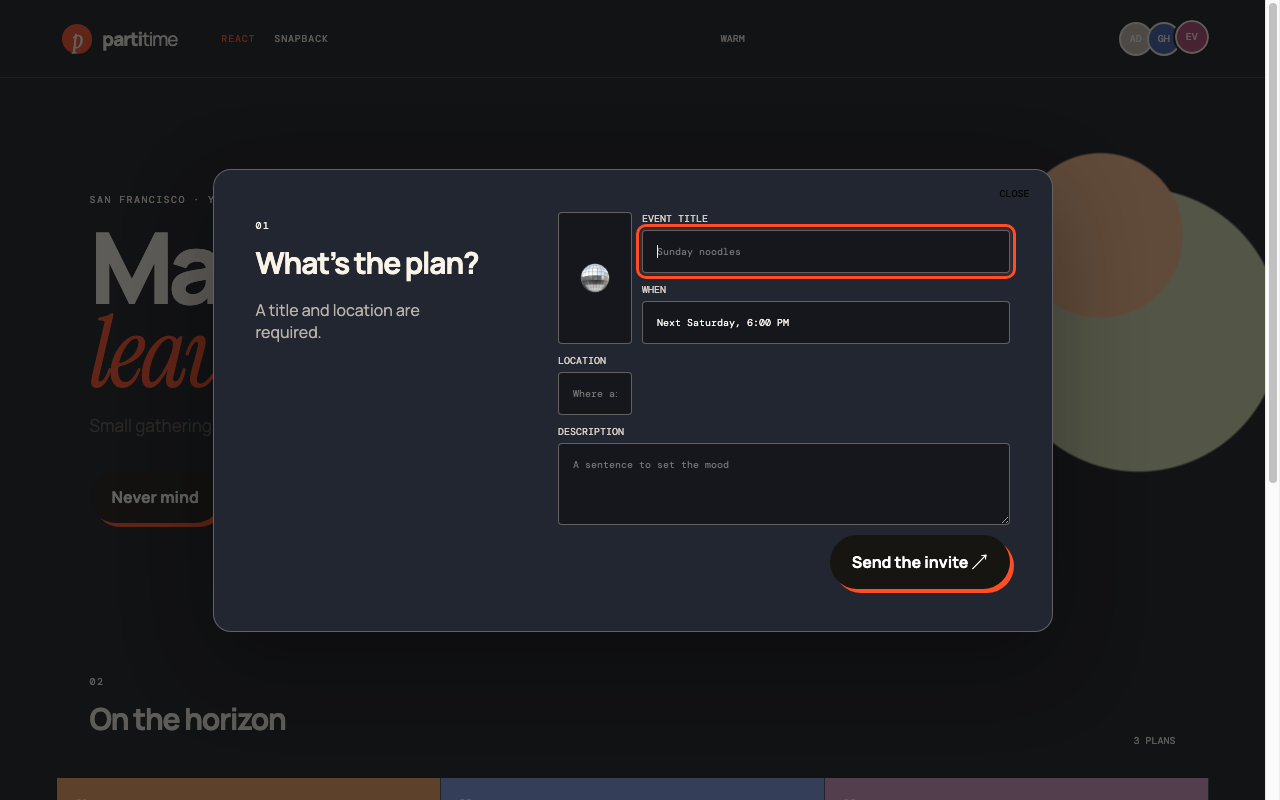 partitime
REACT SNAPBACK
WARM
AO GH EV
SAN FRANCISCO · Y
Ma
leav
Small gathering
Never mind
CLOSE
01
What's the plan?
A title and location are
required.
EVENT TITLE
Sunday noodles
WHEN
Next Saturday, 6:00 PM
LOCATION
Where a
DESCRIPTION
A sentence to set the mood
Send the invite ↗
02
On the horizon
3 PLANS